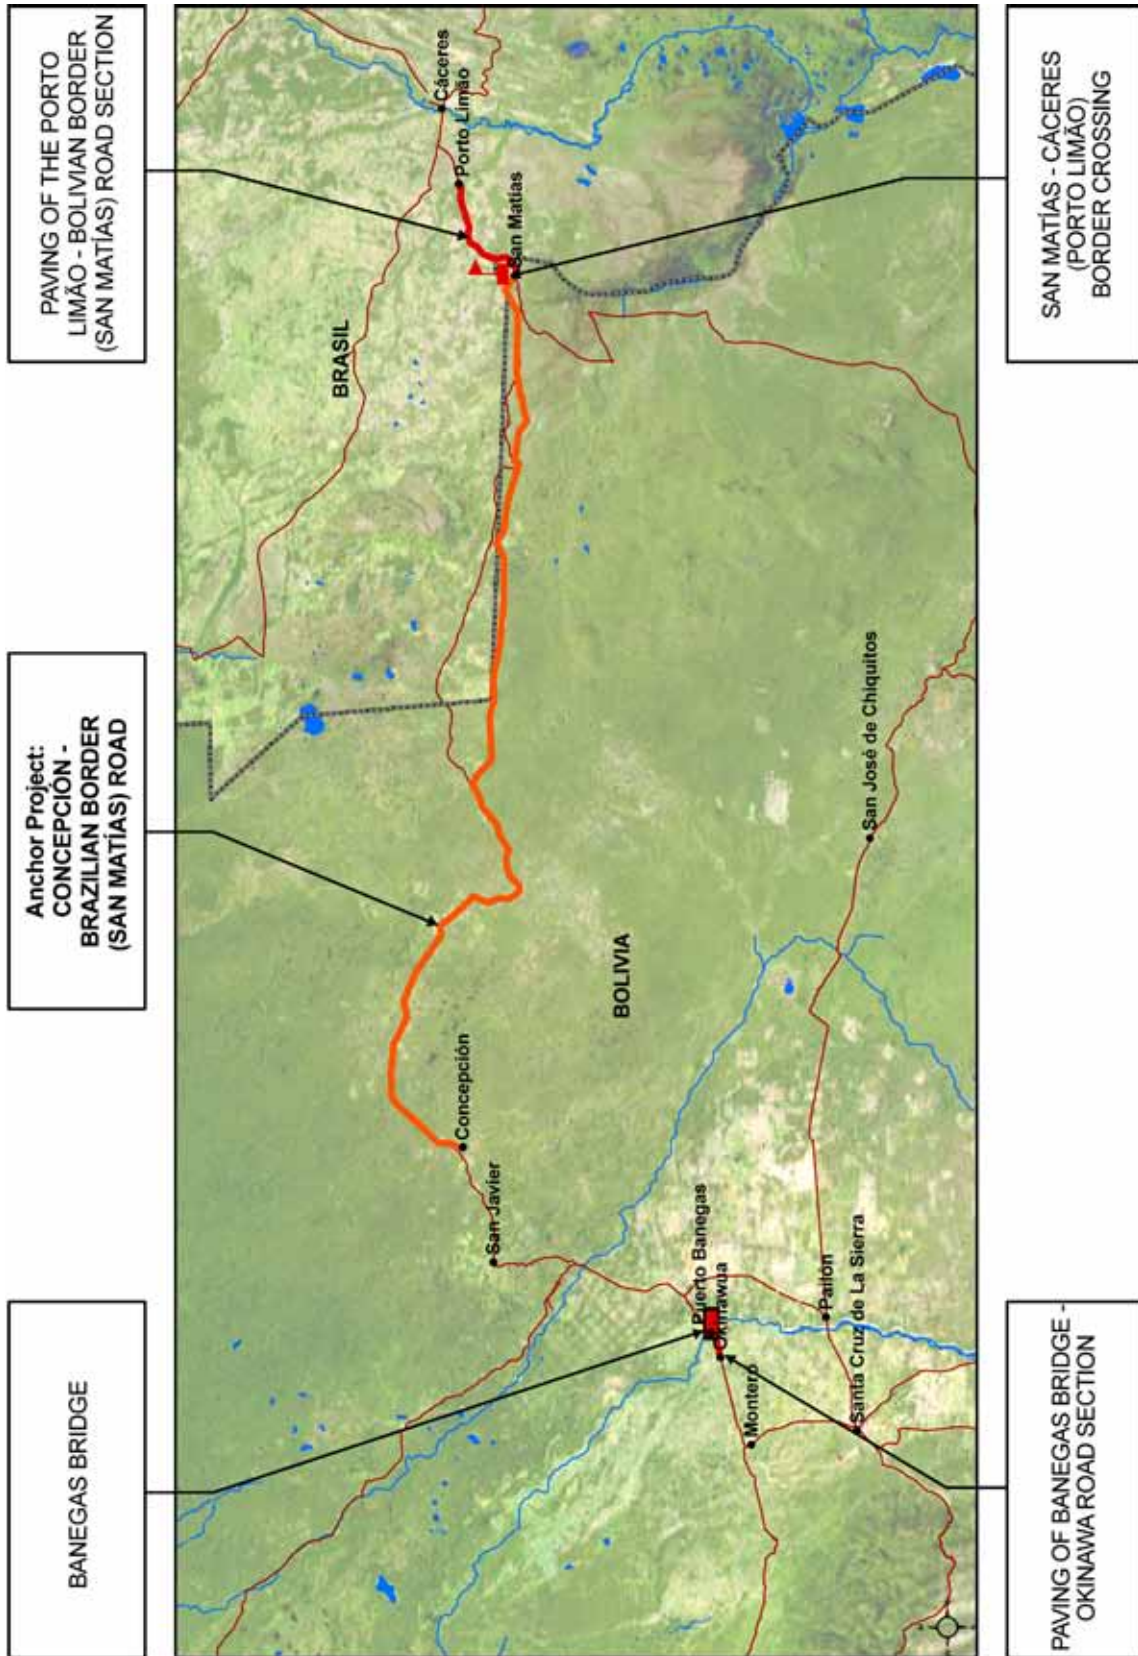 BANEGAS BRIDGE
Anchor Project:
CONCEPCIÓN -
BRAZILIAN BORDER
(SAN MATÍAS) ROAD
PAVING OF THE PORTO
LIMÃO - BOLIVIAN BORDER
(SAN MATÍAS) ROAD SECTION
BRASIL
Cáceres
Porto Limão
San Matías
Concepción
San Javier
BOLIVIA
Puerto Banegas
Okinawua
Montero
Pailón
Santa Cruz de La Sierra
San José de Chiquitos
PAVING OF BANEGAS BRIDGE -
OKINAWA ROAD SECTION
SAN MATÍAS - CÁCERES
(PORTO LIMÃO)
BORDER CROSSING